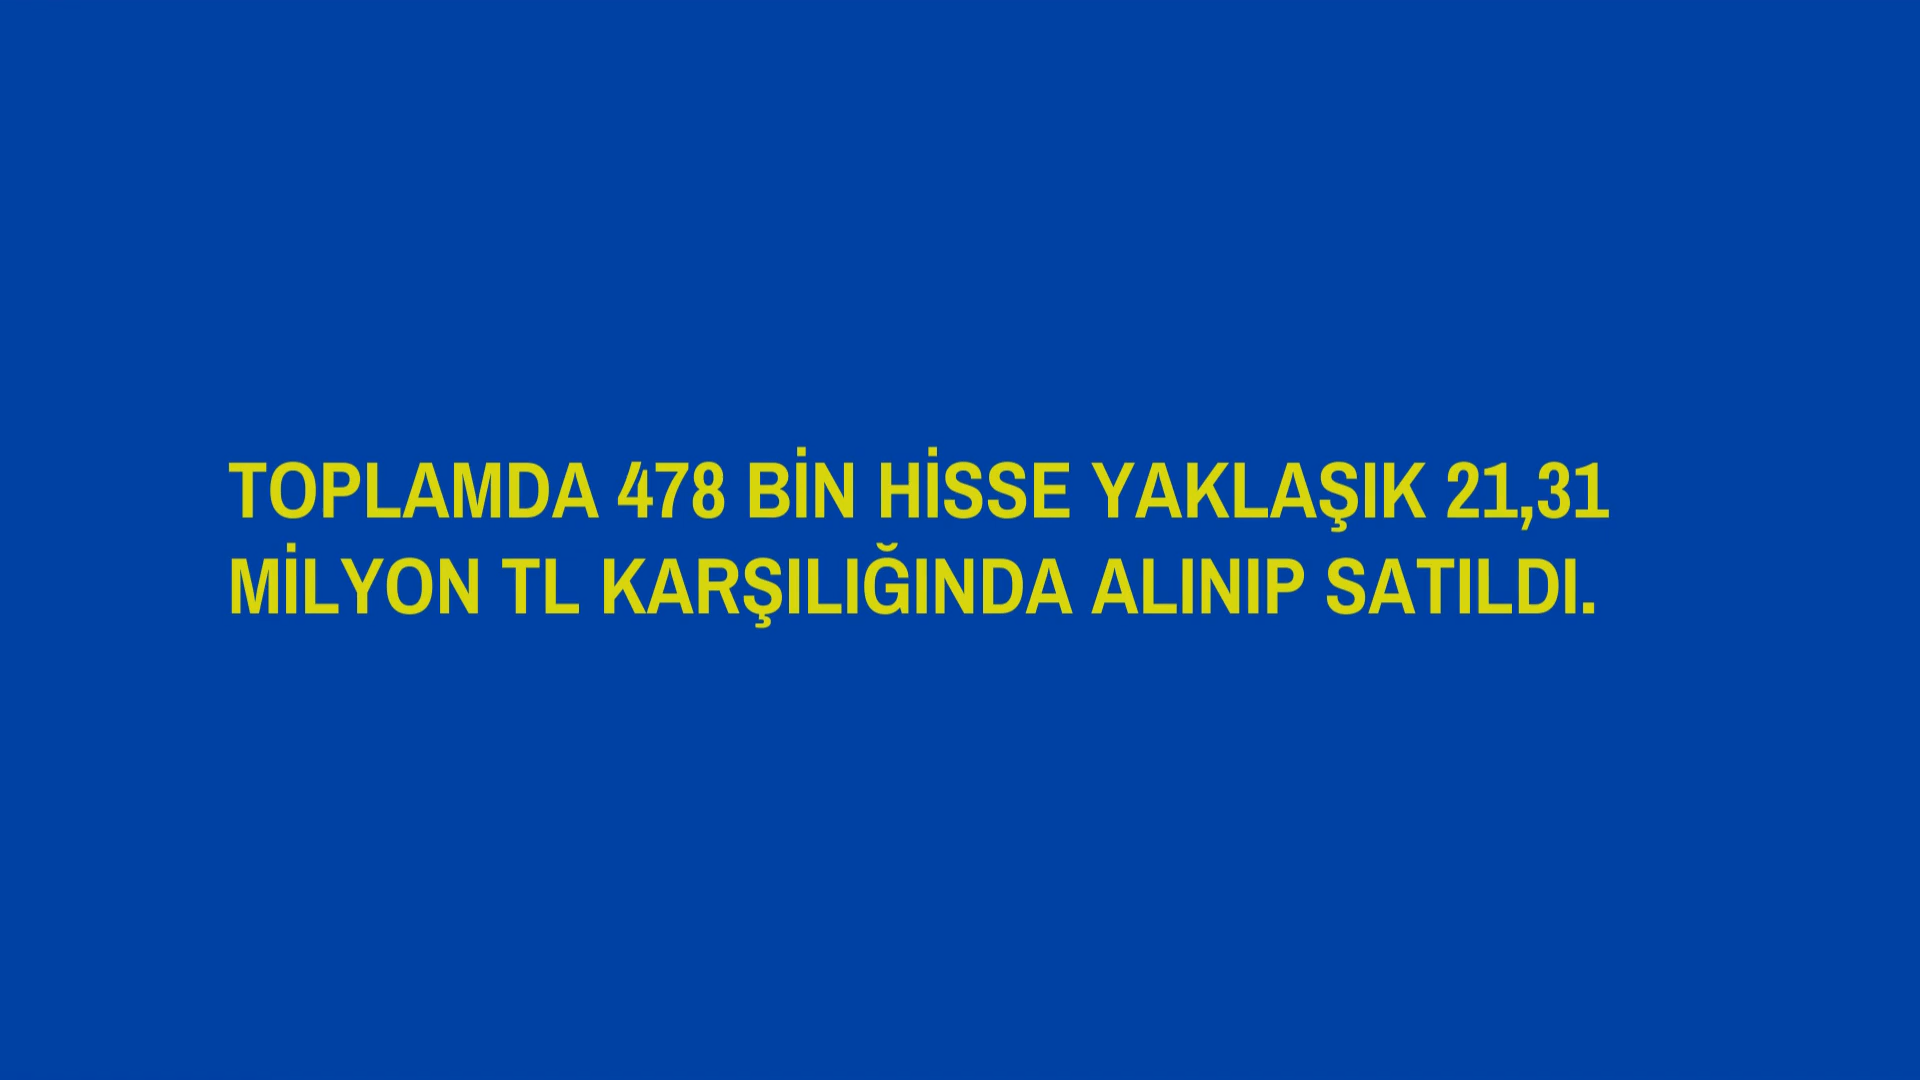 TOPLAMDA 478 BİN HİSSE YAKLAŞIK 21,31
MİLYON TL KARŞILIĞINDA ALINIP SATILDI.